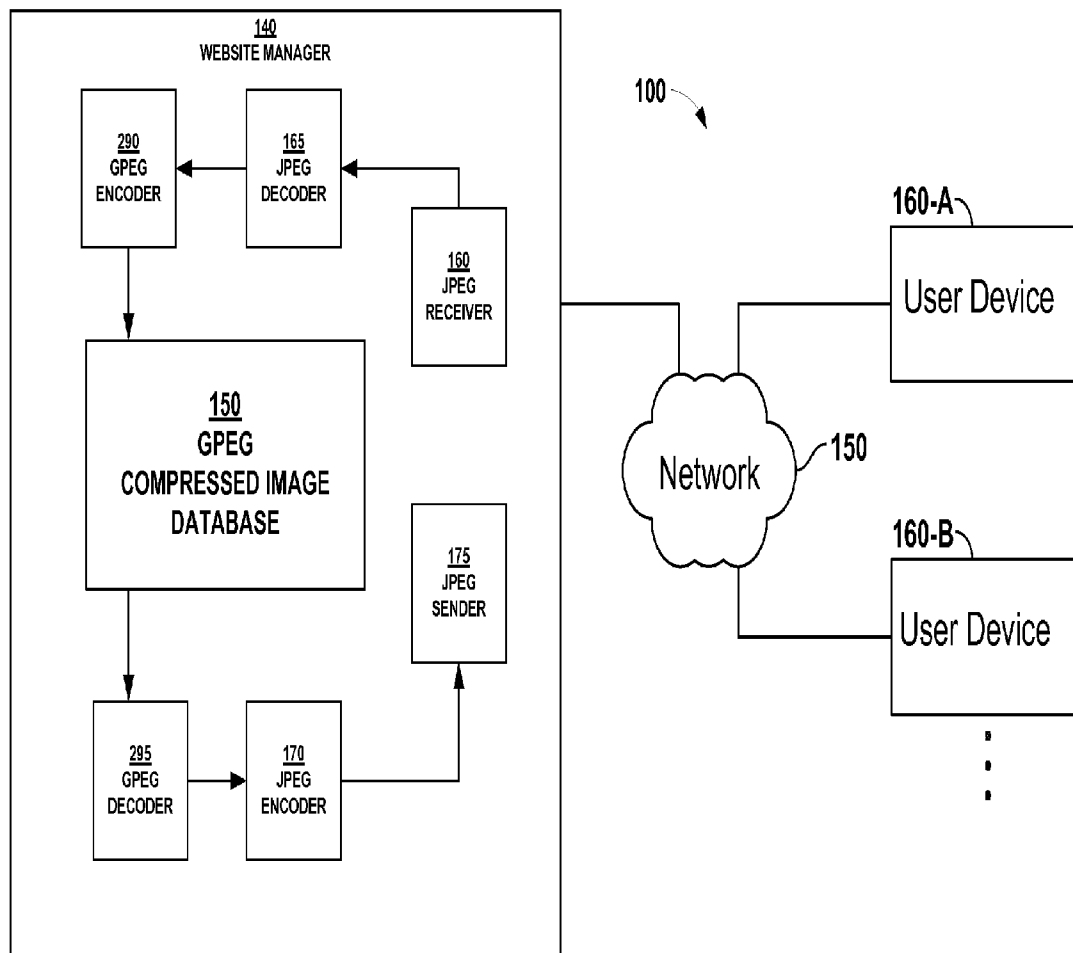 140
WEBSITE MANAGER
290
GPEG
ENCODER
165
JPEG
DECODER
160
JPEG
RECEIVER
150
GPEG
COMPRESSED IMAGE
DATABASE
175
JPEG
SENDER
295
GPEG
DECODER
170
JPEG
ENCODER
100
160-A
User Device
Network
150
160-B
User Device